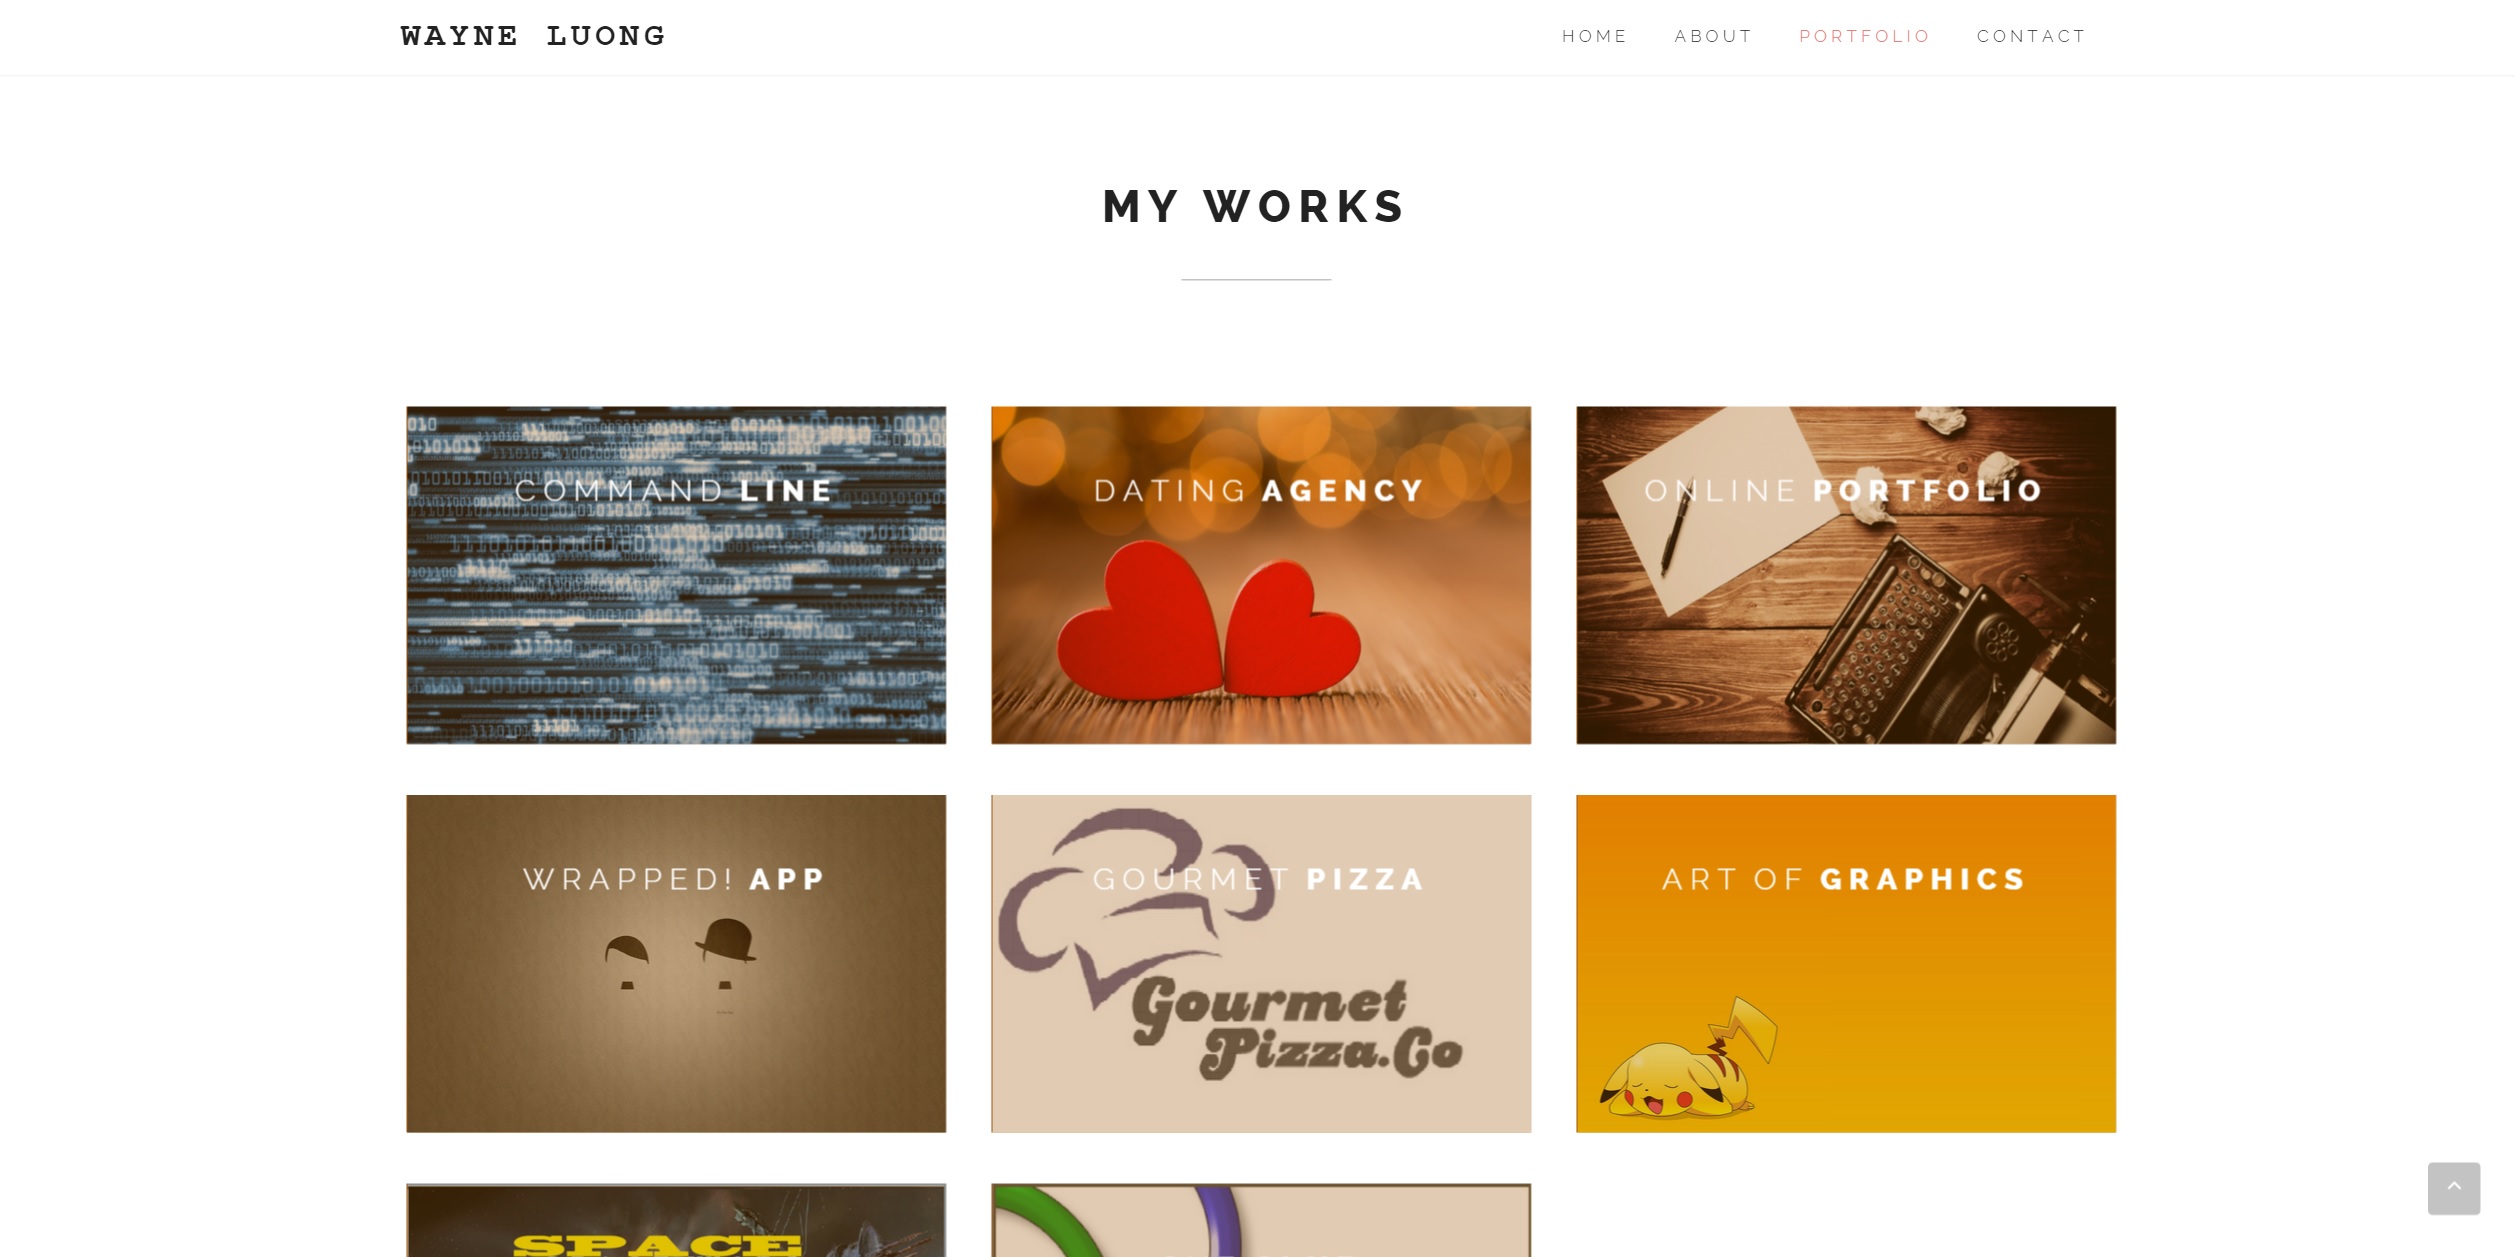 WAYNE LUONG
HOME ABOUT PORTFOLIO CONTACT
MY WORKS
COMMAND LINE
DATING AGENCY
ONLINE PORTFOLIO
WRAPPED! APP
GOURMET PIZZA
Gourmet
Pizza.Co
ART OF GRAPHICS
SPACE